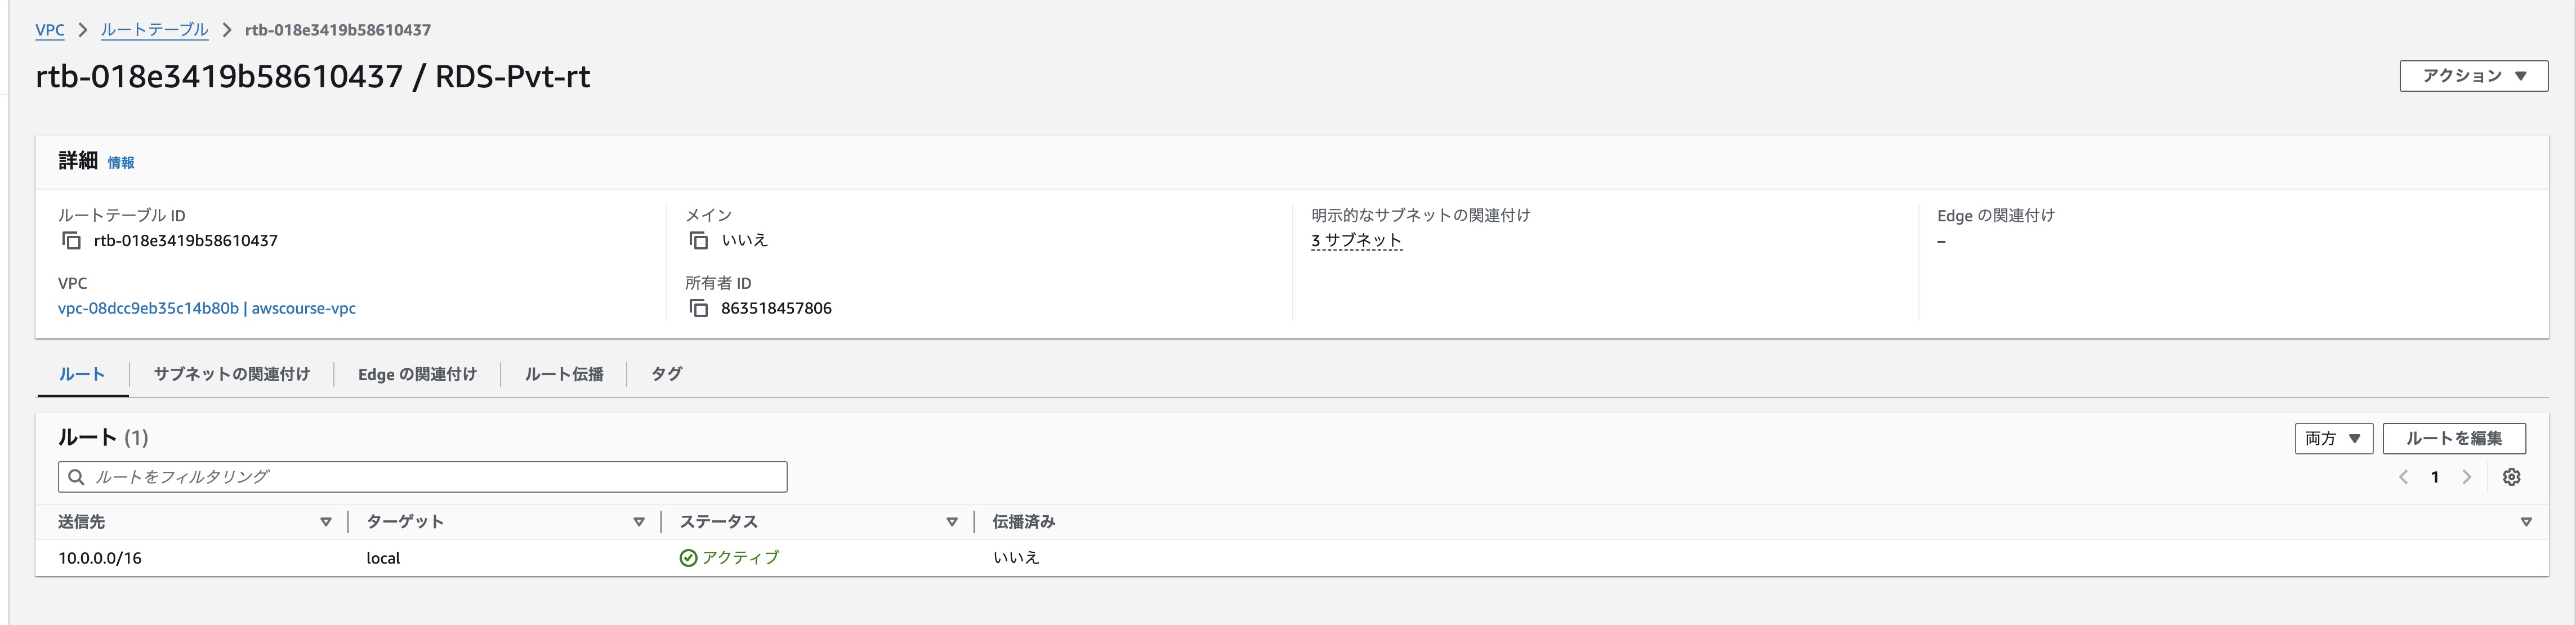 VPC > ルートテーブル > rtb-018e3419b58610437
rtb-018e3419b58610437 / RDS-Pvt-rt
アクション ▼
詳細 情報
ルートテーブル ID
rtb-018e3419b58610437
メイン
いいえ
明示的なサブネットの関連付け
3 サブネット
Edge の関連付け
–
VPC
vpc-08dcc9eb35c14b80b | awscourse-vpc
所有者 ID
863518457806
ルート サブネットの関連付け Edge の関連付け ルート伝播 タグ
ルート (1)
両方 ▼ ルートを編集
ルートをフィルタリング
1
送信先 ターゲット ステータス 伝播済み
10.0.0.0/16 local アクティブ いいえ